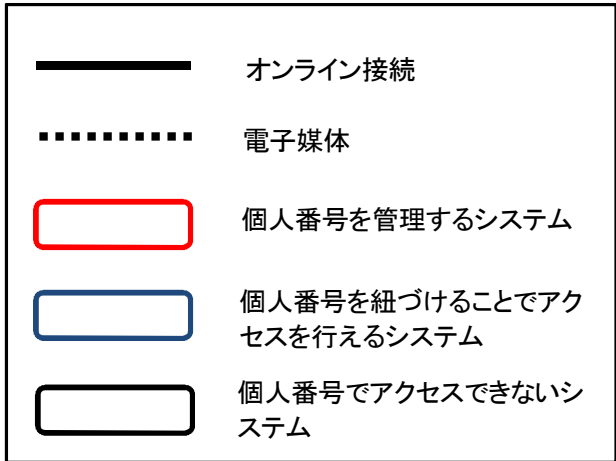 オンライン接続
電子媒体
個人番号を管理するシステム
個人番号を紐づけることでアク
セスを行えるシステム
個人番号でアクセスできないシ
ステム